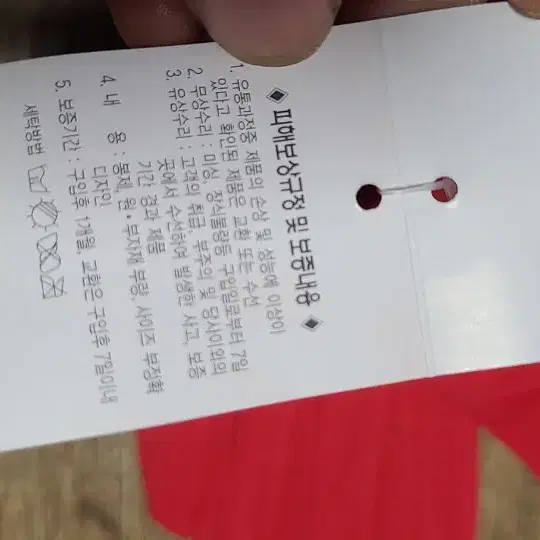 ◈ 피해보상규정 및 보증내용 ◈
1. 유통과정중 제품의 손상 및 성능에 이상이
있다고 확인된 제품은 교환 또는 수선
2. 무상수리 : 미싱, 장식불량등 구입일로부터 7일
3. 유상수리 : 고객의 취급, 부주의 및 당사이외의
곳에서 수선하여 발생한 사고, 보증
기간 경과 제품
4. 내 용 : 봉제, 원·부자재 부량, 사이즈 부정확
디자인
5. 보증기간 : 구입후 1개월, 교환은 구입후 7일이내
세탁방법